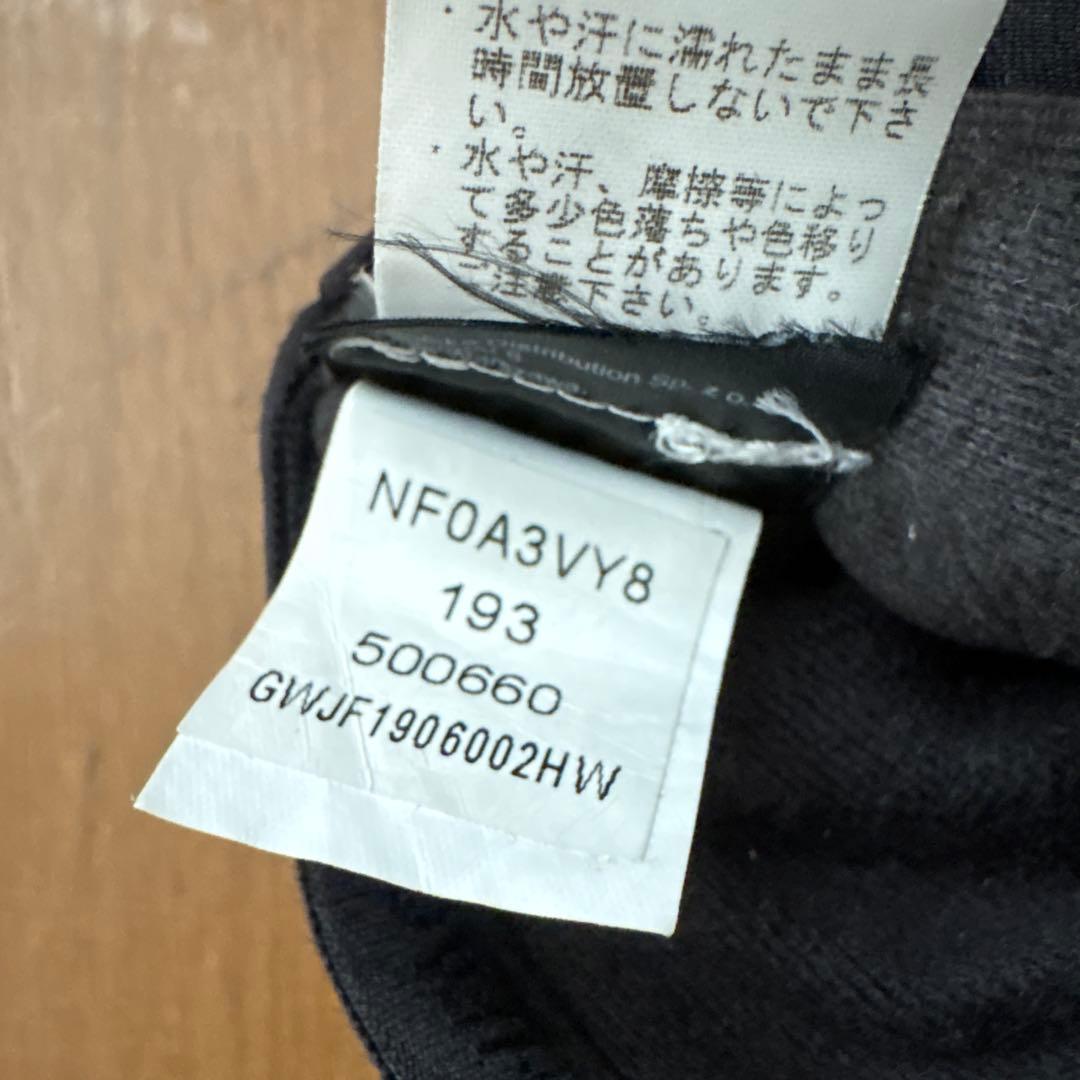 ・水や汗に濡れたまま長
時間放置しないで下さ
い。
・水や汗、摩擦等によっ
て多少色落ちや色移り
することがあります。
ご注意下さい。
Distribution SP. Z O.
NF0A3VY8
193
500660
GWJF1906002HW